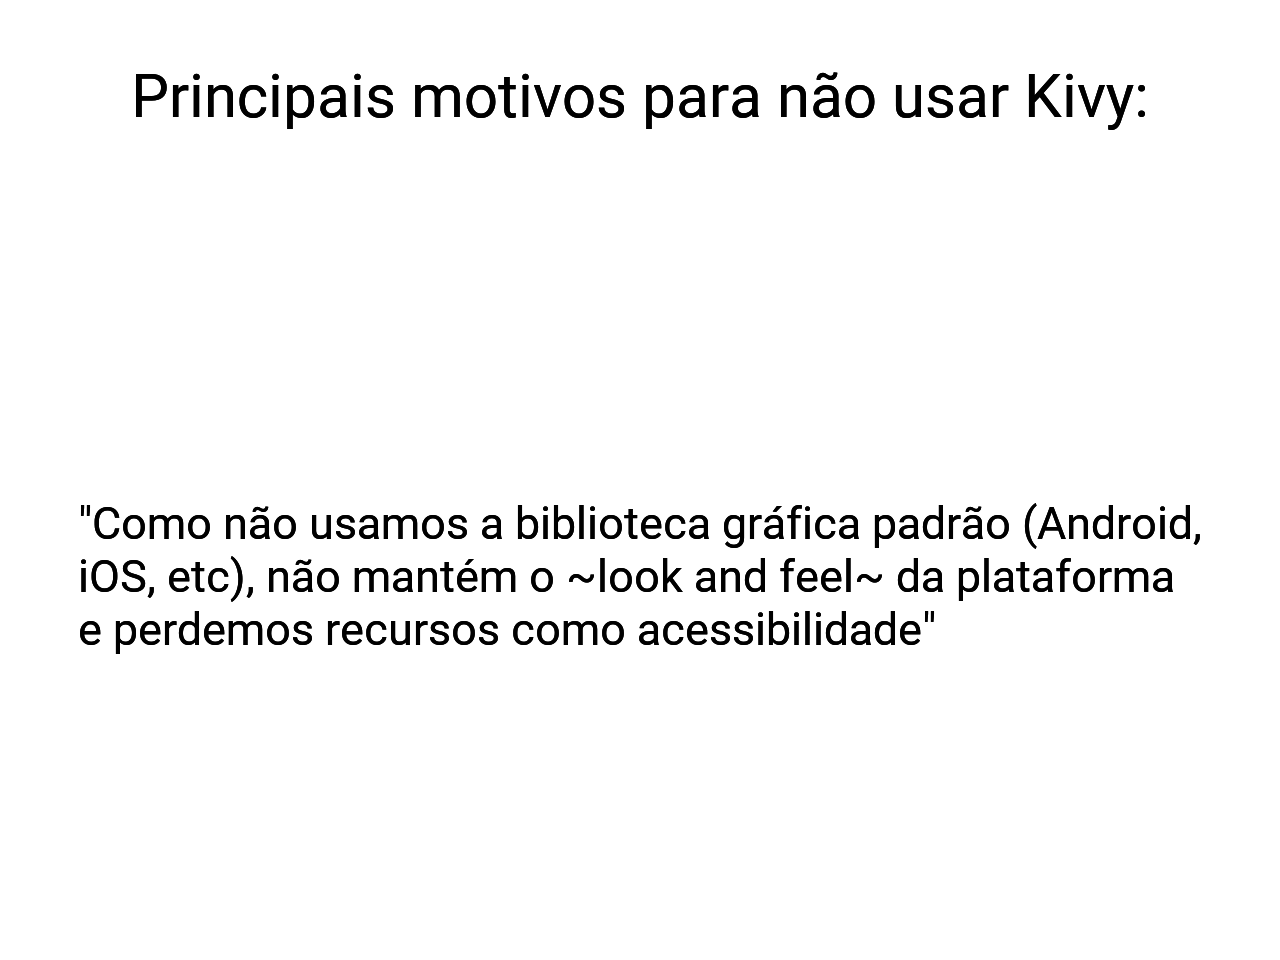 Principais motivos para não usar Kivy:
"Como não usamos a biblioteca gráfica padrão (Android,
iOS, etc), não mantém o ~look and feel~ da plataforma
e perdemos recursos como acessibilidade"